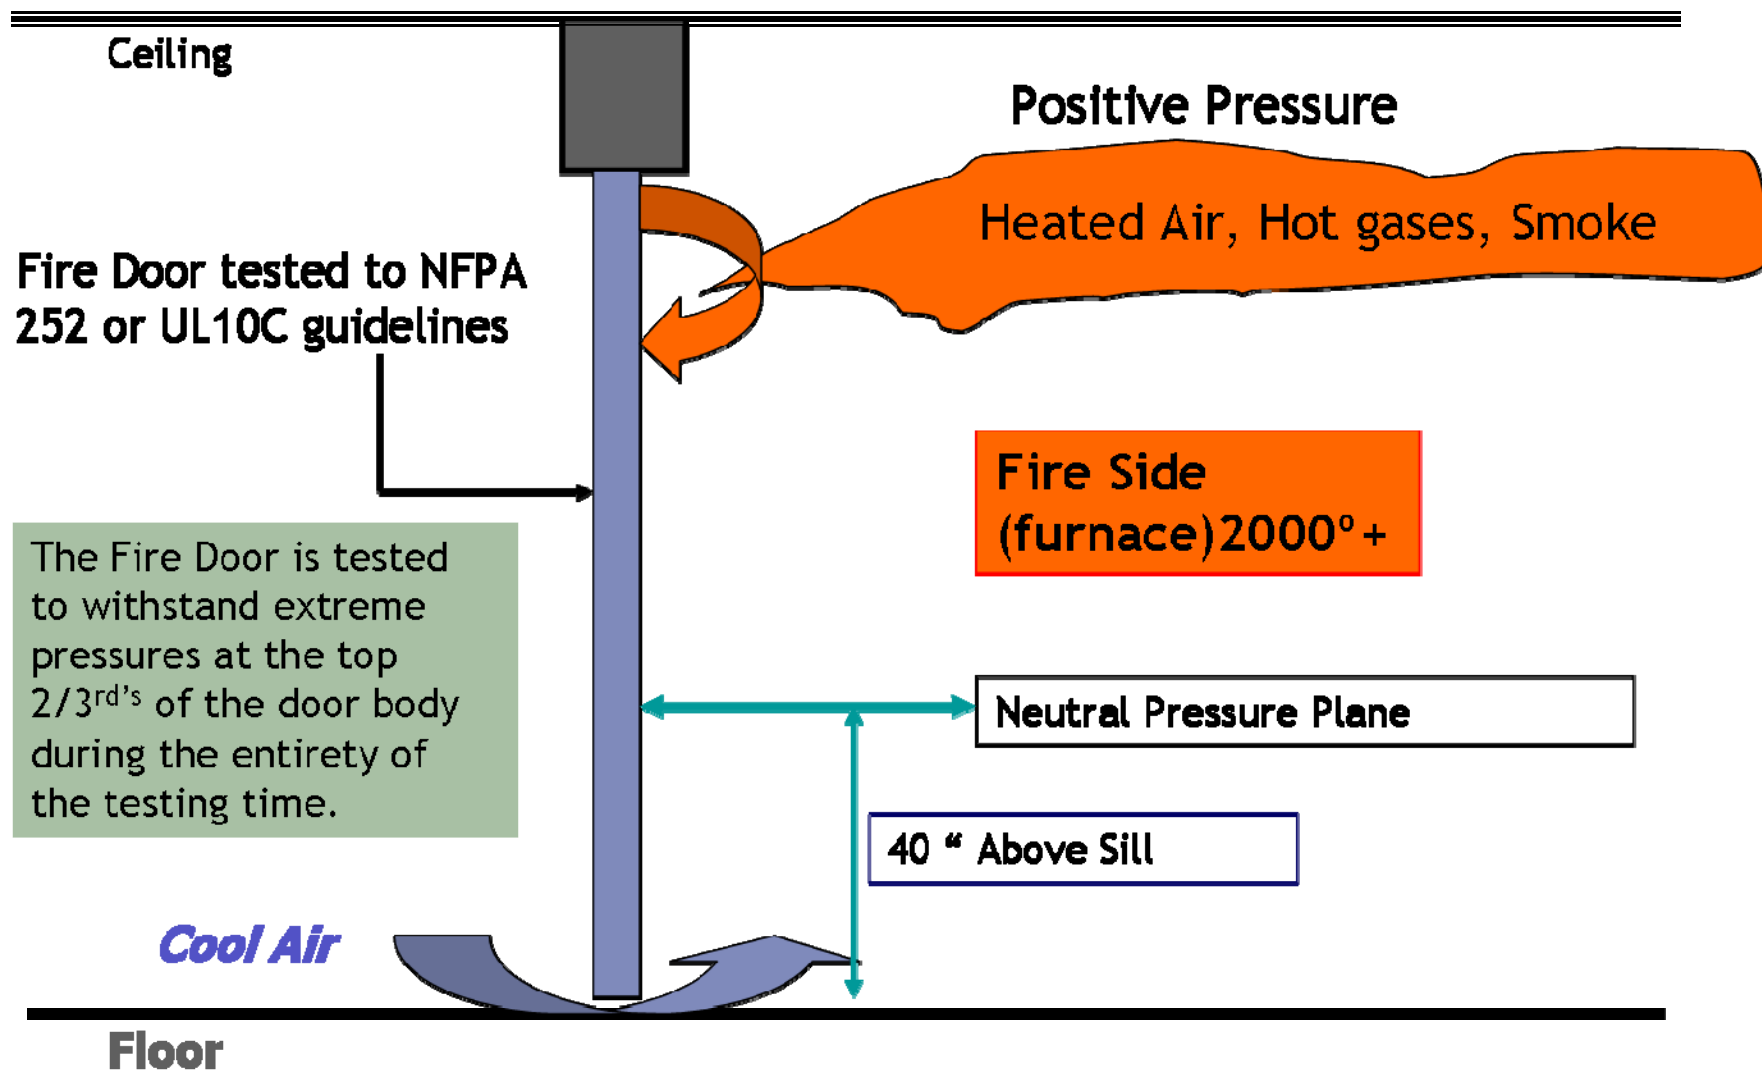 Ceiling
Positive Pressure
Heated Air, Hot gases, Smoke
Fire Door tested to NFPA
252 or UL10C guidelines
Fire Side
(furnace)2000º+
The Fire Door is tested
to withstand extreme
pressures at the top
2/3rd’s of the door body
during the entirety of
the testing time.
Neutral Pressure Plane
40 “ Above Sill
Cool Air
Floor